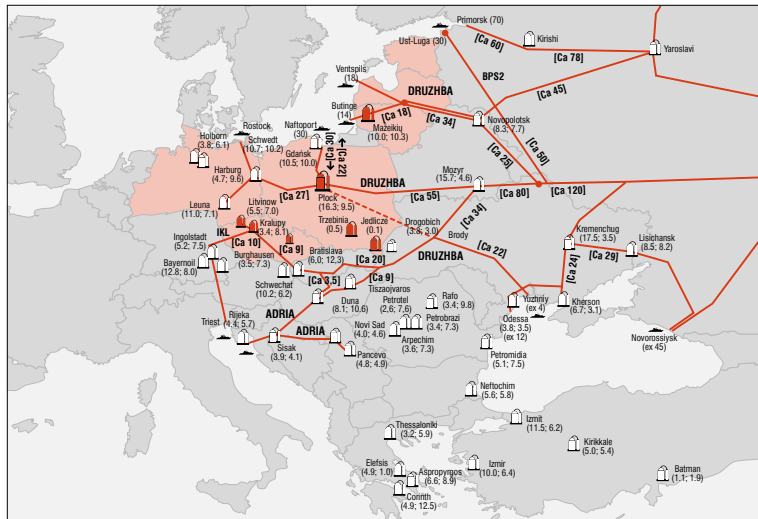 Primorsk (70)
[Ca 60]
Kirishi
Ust-Luga (30)
[Ca 78]
Yaroslavi
BPS2
Ventspils
(18)
DRUZHBA
[Ca 45]
Butinge
(14)
[Ca 18]
Mažeikių
(10.0; 10.3)
[Ca 34]
Novopolotsk
(8.3; 7.7)
Rostock
Naftoport
(30)
[Ca 30]
[Ca 22]
[Ca 25]
[Ca 50]
Holborn
(3.8; 6.1)
Schwedt
(10.7; 10.2)
Gdańsk
(10.5; 10.0)
Mozyr
(15.7; 4.6)
Harburg
(4.7; 9.6)
[Ca 27]
DRUZHBA
[Ca 55]
[Ca 80]
[Ca 120]
Płock
(16.3; 9.5)
Leuna
(11.0; 7.1)
Litvinow
(5.5; 7.0)
Trzebinia
(0.5)
Jedlicze
(0.1)
Drogobich
(3.8; 3.0)
[Ca 34]
Kralupy
(3.4; 8.1)
Brody
Kremenchug
(17.5; 3.5)
Lisichansk
(8.5; 8.2)
Ingolstadt
(5.2; 7.5)
IKL
[Ca 10]
[Ca 9]
Bratislava
(6.0; 12.3)
DRUZHBA
[Ca 22]
[Ca 24]
[Ca 29]
Burghausen
(3.5; 7.3)
[Ca 20]
Bayernoil
(12.8; 8.0)
Schwechat
(10.2; 6.2)
[Ca 3,5]
[Ca 9]
Tiszaojvaros
Duna
(8.1; 10.6)
Petrotel
(2.6; 7.6)
Rafo
(3.4; 9.8)
Yuzhniy
(ex 4)
Kherson
(6.7; 3.1)
Odessa
(3.8; 3.5)
(ex 12)
Rijeka
(4.4; 5.7)
ADRIA
Triest
ADRIA
Novi Sad
(4.0; 4.6)
Petrobrazi
(3.4; 7.3)
Arpechim
(3.6; 7.3)
Novorossiysk
(ex 45)
Sisak
(3.9; 4.1)
Pancevo
(4.8; 4.9)
Petromidia
(5.1; 7.5)
Neftochim
(5.6; 5.8)
Thessaloniki
(3.2; 5.9)
Izmit
(11.5; 6.2)
Kirikkale
(5.0; 5.4)
Elefsis
(4.9; 1.0)
Aspropyrgos
(6.6; 8.9)
Izmir
(10.0; 6.4)
Batman
(1.1; 1.9)
Corinth
(4.9; 12.5)